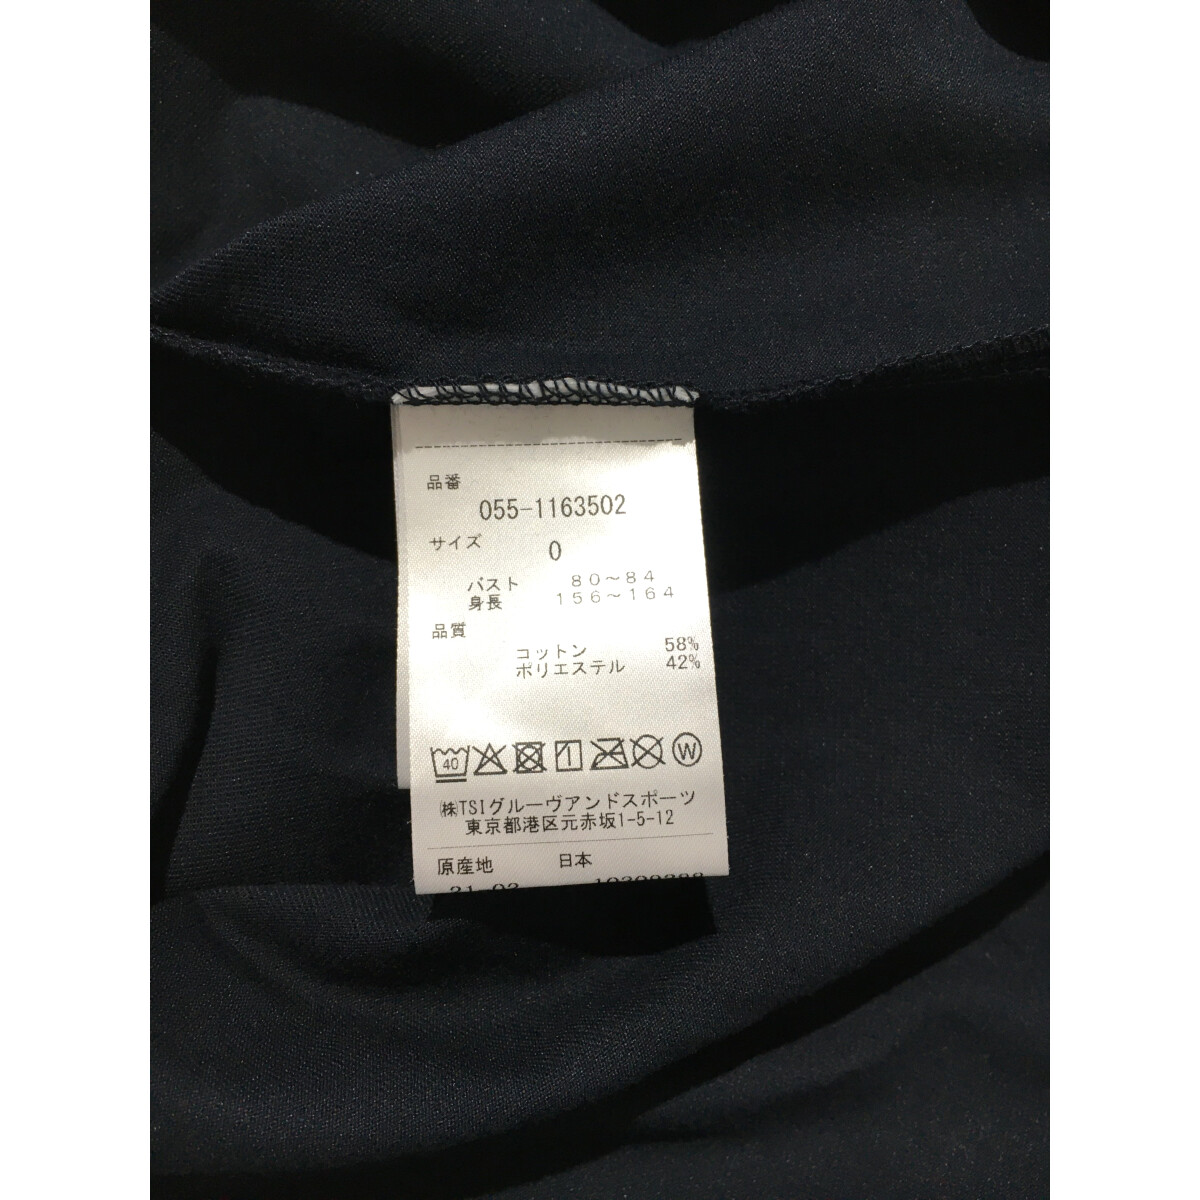 品番
055-1163502
サイズ 0
バスト 80～84
身長 156～164
品質
コットン 58%
ポリエステル 42%
40 W
㈱TSIグルーヴアンドスポーツ
東京都港区元赤坂1-5-12
原産地 日本